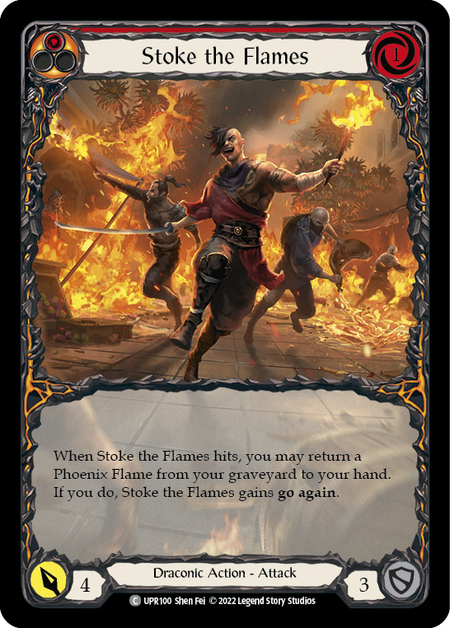 Stoke the Flames
1
When Stoke the Flames hits, you may return a
Phoenix Flame from your graveyard to your hand.
If you do, Stoke the Flames gains go again.
4
Draconic Action - Attack
3
C UPR100 Shen Fei © 2022 Legend Story Studios